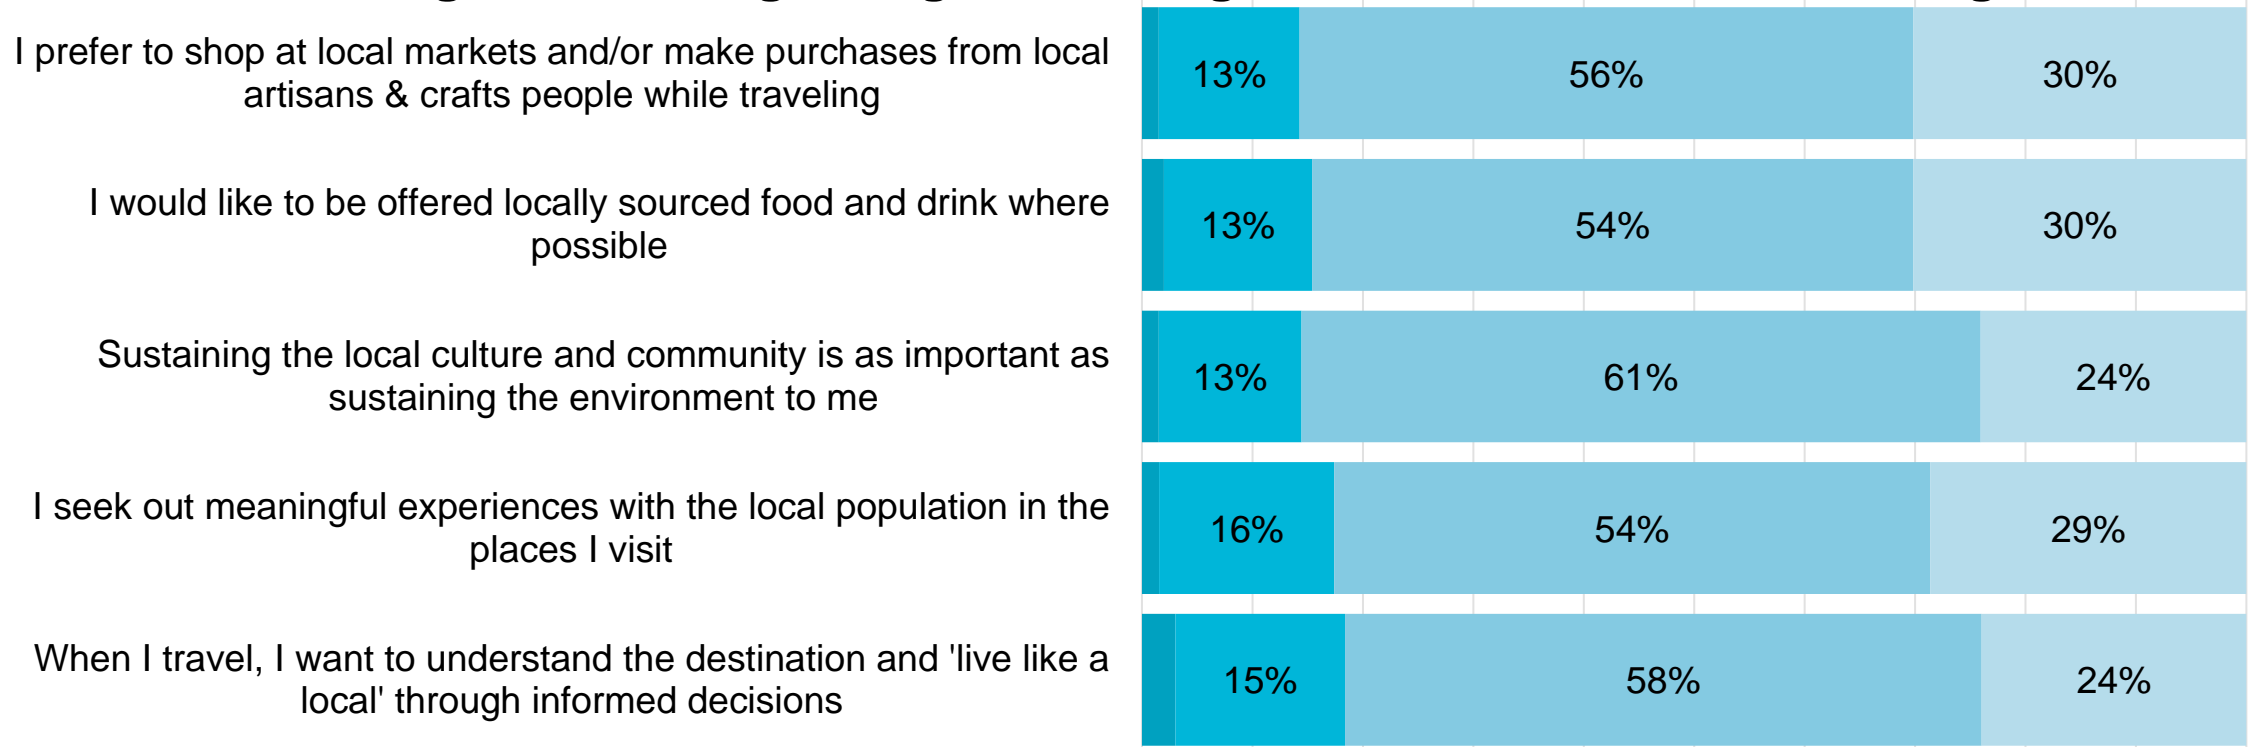 I prefer to shop at local markets and/or make purchases from local
artisans & crafts people while traveling
13% 56% 30%
I would like to be offered locally sourced food and drink where
possible
13% 54% 30%
Sustaining the local culture and community is as important as
sustaining the environment to me
13% 61% 24%
I seek out meaningful experiences with the local population in the
places I visit
16% 54% 29%
When I travel, I want to understand the destination and 'live like a
local' through informed decisions
15% 58% 24%